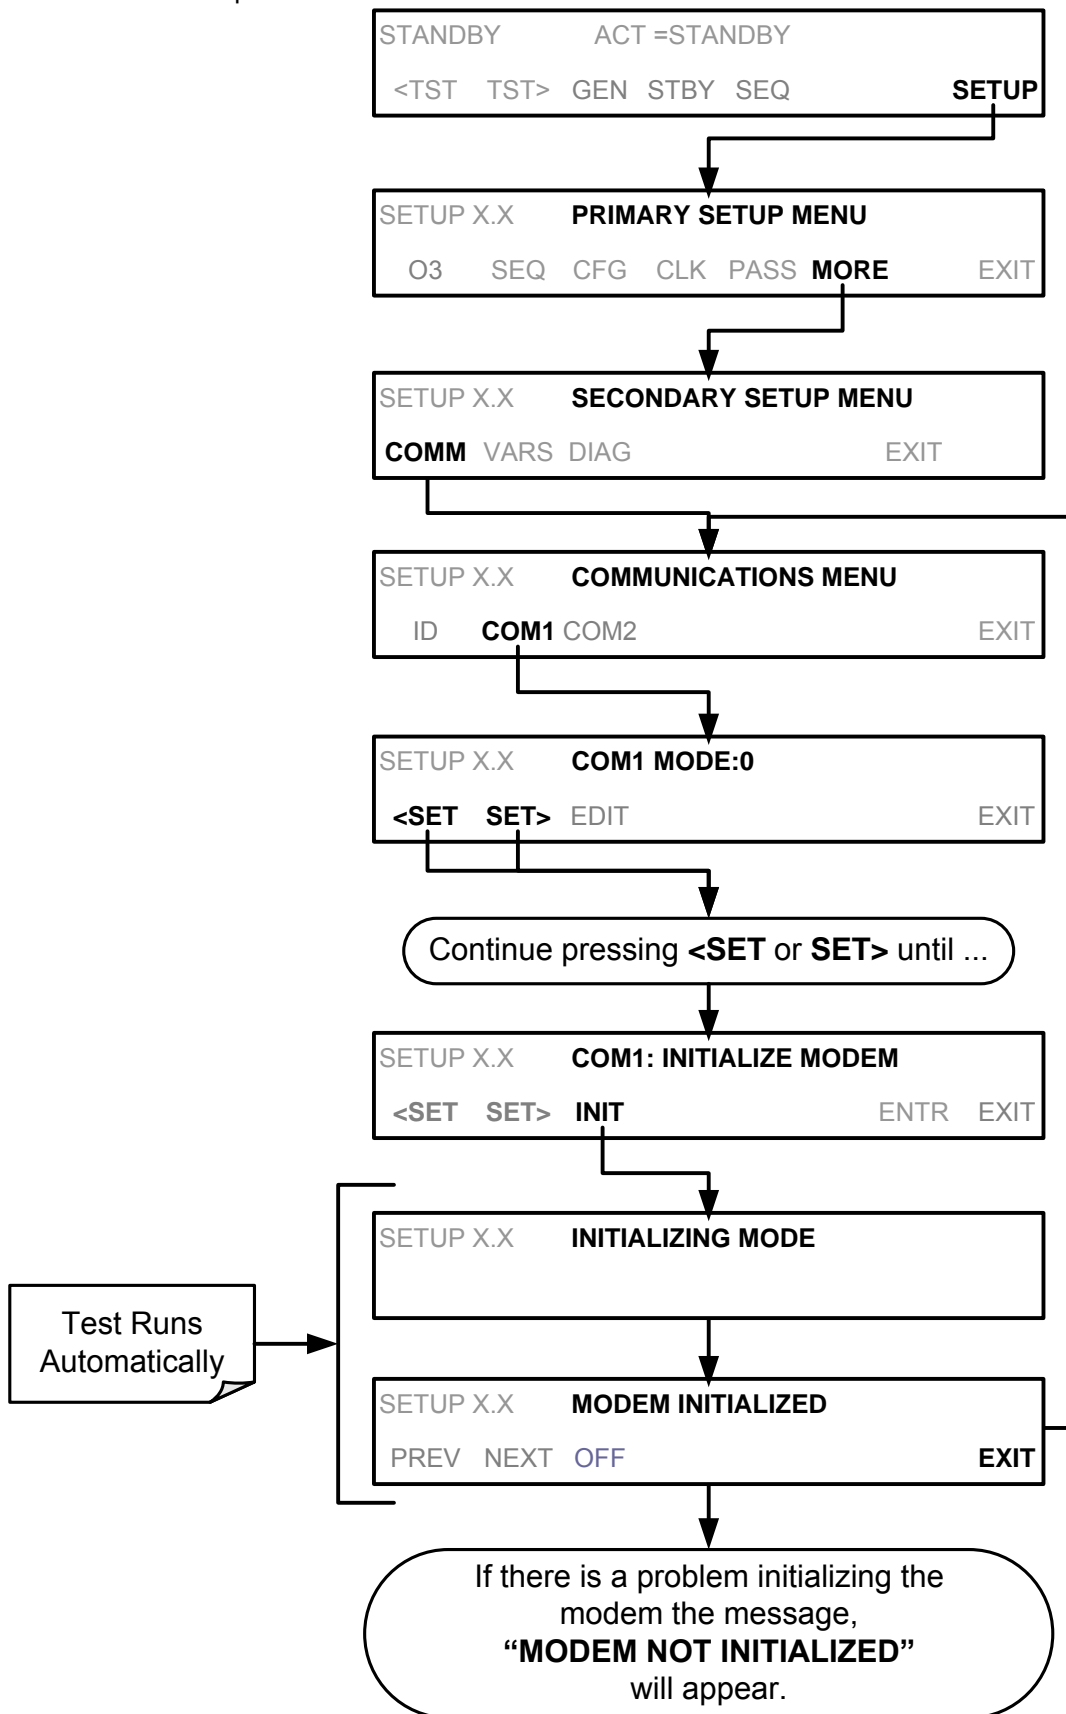 STANDBY ACT =STANDBY
<TST TST> GEN STBY SEQ SETUP
SETUP X.X PRIMARY SETUP MENU
O3 SEQ CFG CLK PASS MORE EXIT
SETUP X.X SECONDARY SETUP MENU
COMM VARS DIAG EXIT
SETUP X.X COMMUNICATIONS MENU
ID COM1 COM2 EXIT
SETUP X.X COM1 MODE:0
<SET SET> EDIT EXIT
Continue pressing <SET or SET> until ...
SETUP X.X COM1: INITIALIZE MODEM
<SET SET> INIT ENTR EXIT
SETUP X.X INITIALIZING MODE
Test Runs
Automatically
SETUP X.X MODEM INITIALIZED
PREV NEXT OFF EXIT
If there is a problem initializing the
modem the message,
“MODEM NOT INITIALIZED”
will appear.